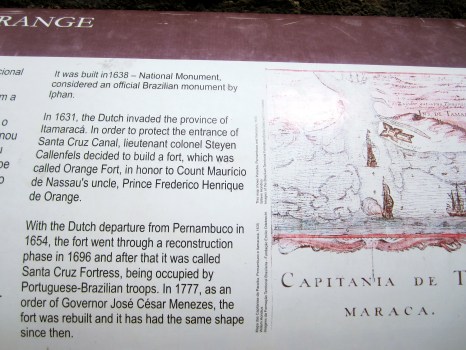 RANGE
cional
m a
o
nou
u
pe
o
It was built in1638 – National Monument,
considered an official Brazilian monument by
Iphan.
In 1631, the Dutch invaded the province of
Itamaracá. In order to protect the entrance of
Santa Cruz Canal, lieutenant colonel Steyen
Callenfels decided to build a fort, which was
called Orange Fort, in honor to Count Mauricio
de Nassau's uncle, Prince Frederico Henrique
de Orange.
With the Dutch departure from Pernambuco in
1654, the fort went through a reconstruction
phase in 1696 and after that it was called
Santa Cruz Fortress, being occupied by
Portuguese-Brazilian troops. In 1777, as an
order of Governor José César Menezes, the
fort was rebuilt and it has had the same shape
since then.
CAPITANIA DE T
MARACA.